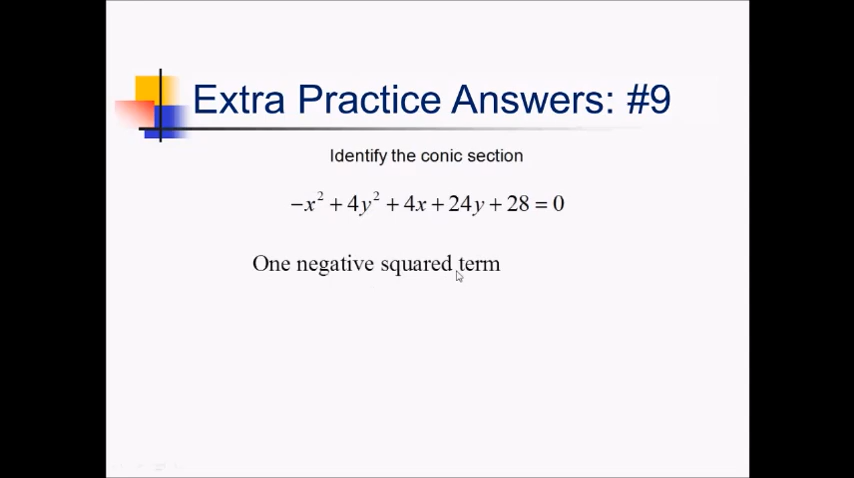 Extra Practice Answers: #9
Identify the conic section
−x² + 4y² + 4x + 24y + 28 = 0
One negative squared term